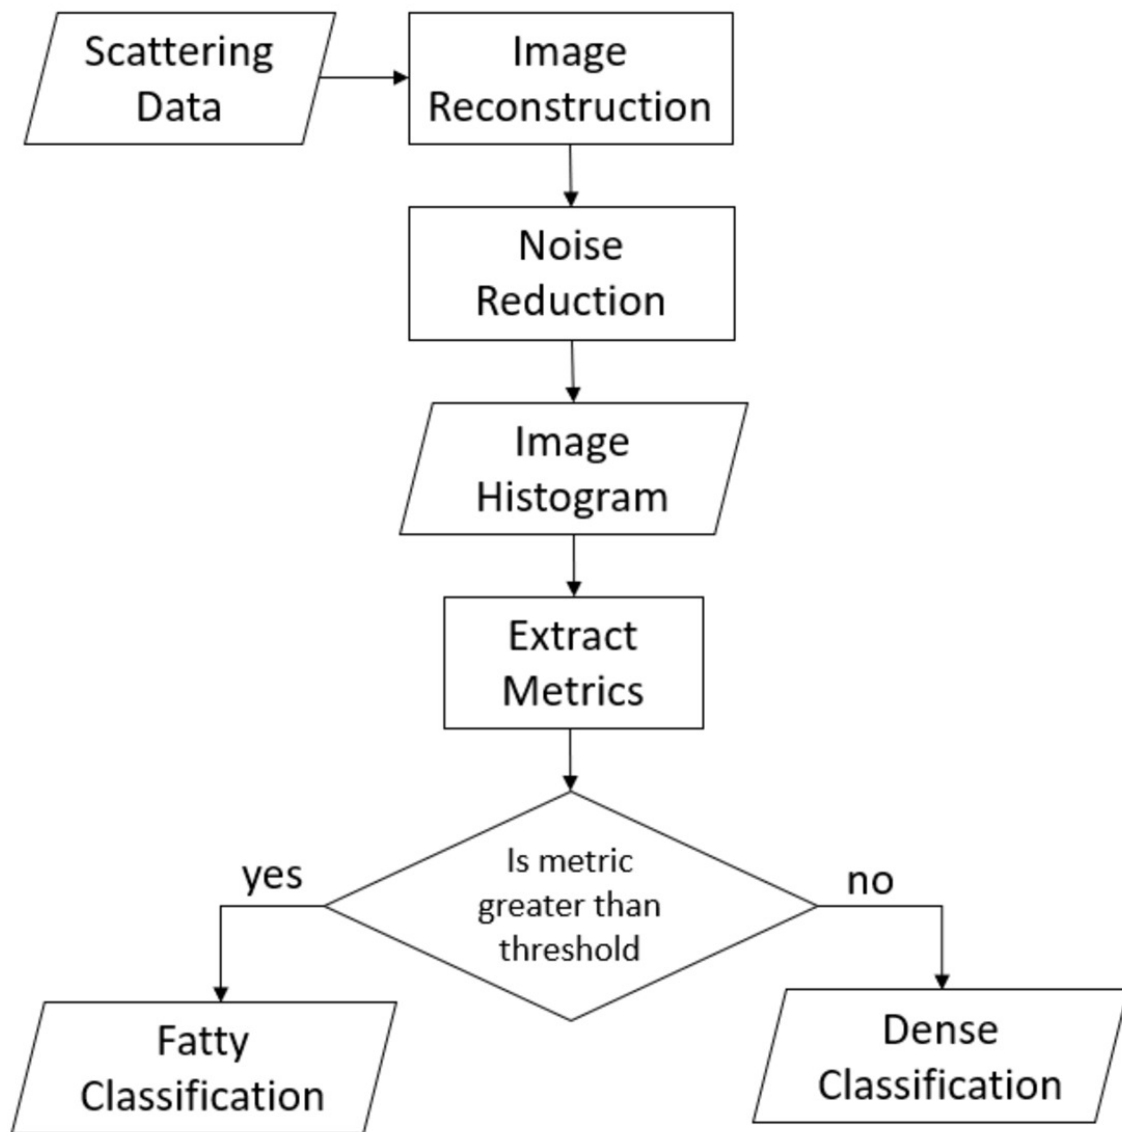 Scattering
Data
Image
Reconstruction
Noise
Reduction
Image
Histogram
Extract
Metrics
Is metric
greater than
threshold
yes
no
Fatty
Classification
Dense
Classification